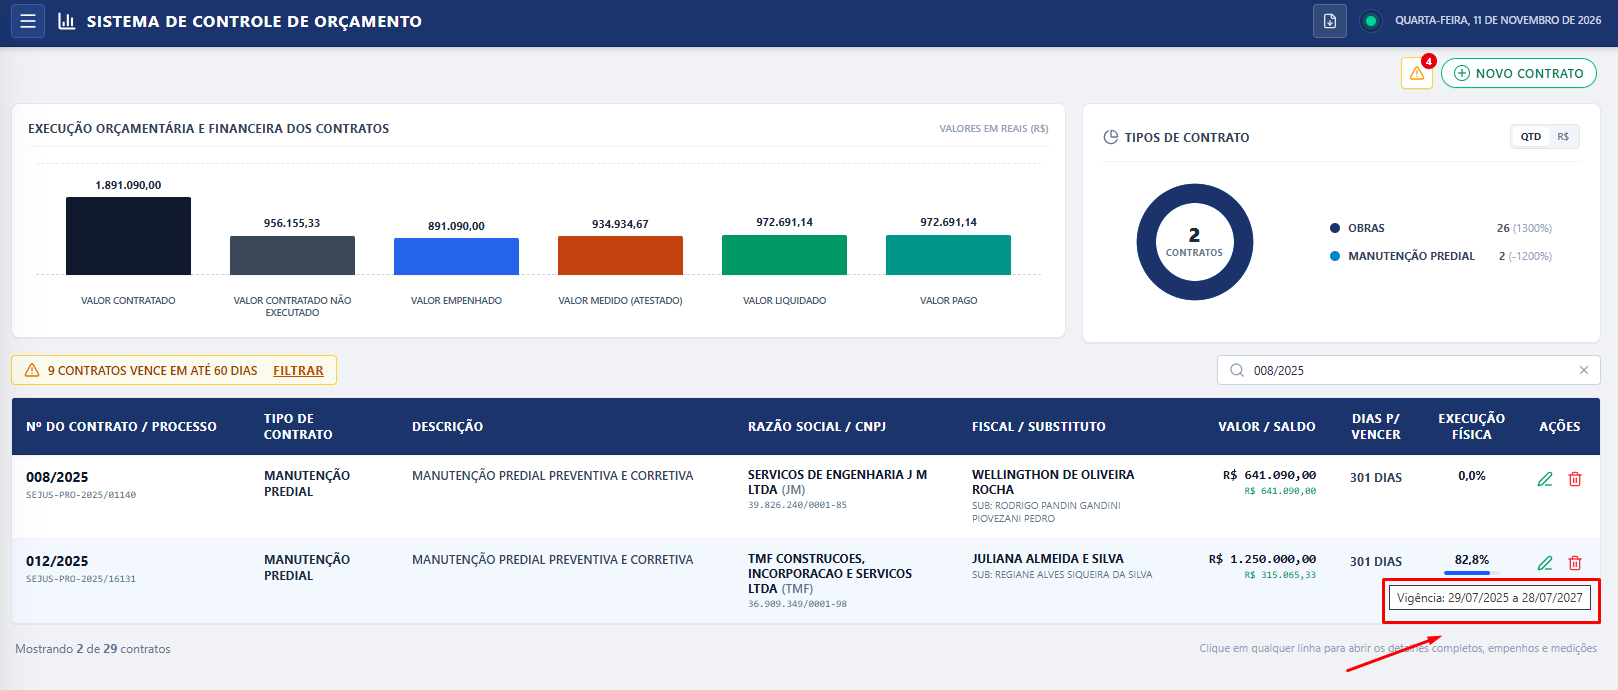 SISTEMA DE CONTROLE DE ORÇAMENTO
QUARTA-FEIRA, 11 DE NOVEMBRO DE 2026
4
NOVO CONTRATO
EXECUÇÃO ORÇAMENTÁRIA E FINANCEIRA DOS CONTRATOS
VALORES EM REAIS (R$)
1.891.090,00
956.155,33
891.090,00
934.934,67
972.691,14
972.691,14
VALOR CONTRATADO
VALOR CONTRATADO NÃO
EXECUTADO
VALOR EMPENHADO
VALOR MEDIDO (ATESTADO)
VALOR LIQUIDADO
VALOR PAGO
TIPOS DE CONTRATO
QTD R$
2
CONTRATOS
OBRAS 26 (1300%)
MANUTENÇÃO PREDIAL 2 (-1200%)
9 CONTRATOS VENCE EM ATÉ 60 DIAS FILTRAR
008/2025
Nº DO CONTRATO / PROCESSO
TIPO DE
CONTRATO
DESCRIÇÃO
RAZÃO SOCIAL / CNPJ
FISCAL / SUBSTITUTO
VALOR / SALDO
DIAS P/
VENCER
EXECUÇÃO
FÍSICA
AÇÕES
008/2025
SEJUS-PRO-2025/01140
MANUTENÇÃO
PREDIAL
MANUTENÇÃO PREDIAL PREVENTIVA E CORRETIVA
SERVICOS DE ENGENHARIA J M
LTDA (JM)
39.826.240/0001-85
WELLINGTHON DE OLIVEIRA
ROCHA
SUB: RODRIGO PANDIN GANDINI
PIOVEZANI PEDRO
R$ 641.090,00
R$ 641.090,00
301 DIAS
0,0%
012/2025
SEJUS-PRO-2025/16131
MANUTENÇÃO
PREDIAL
MANUTENÇÃO PREDIAL PREVENTIVA E CORRETIVA
TMF CONSTRUCOES,
INCORPORACAO E SERVICOS
LTDA (TMF)
36.909.349/0001-98
JULIANA ALMEIDA E SILVA
SUB: REGIANE ALVES SIQUEIRA DA SILVA
R$ 1.250.000,00
R$ 315.065,33
301 DIAS
82,8%
Vigência: 29/07/2025 a 28/07/2027
Mostrando 2 de 29 contratos
Clique em qualquer linha para abrir os detalhes completos, empenhos e medições